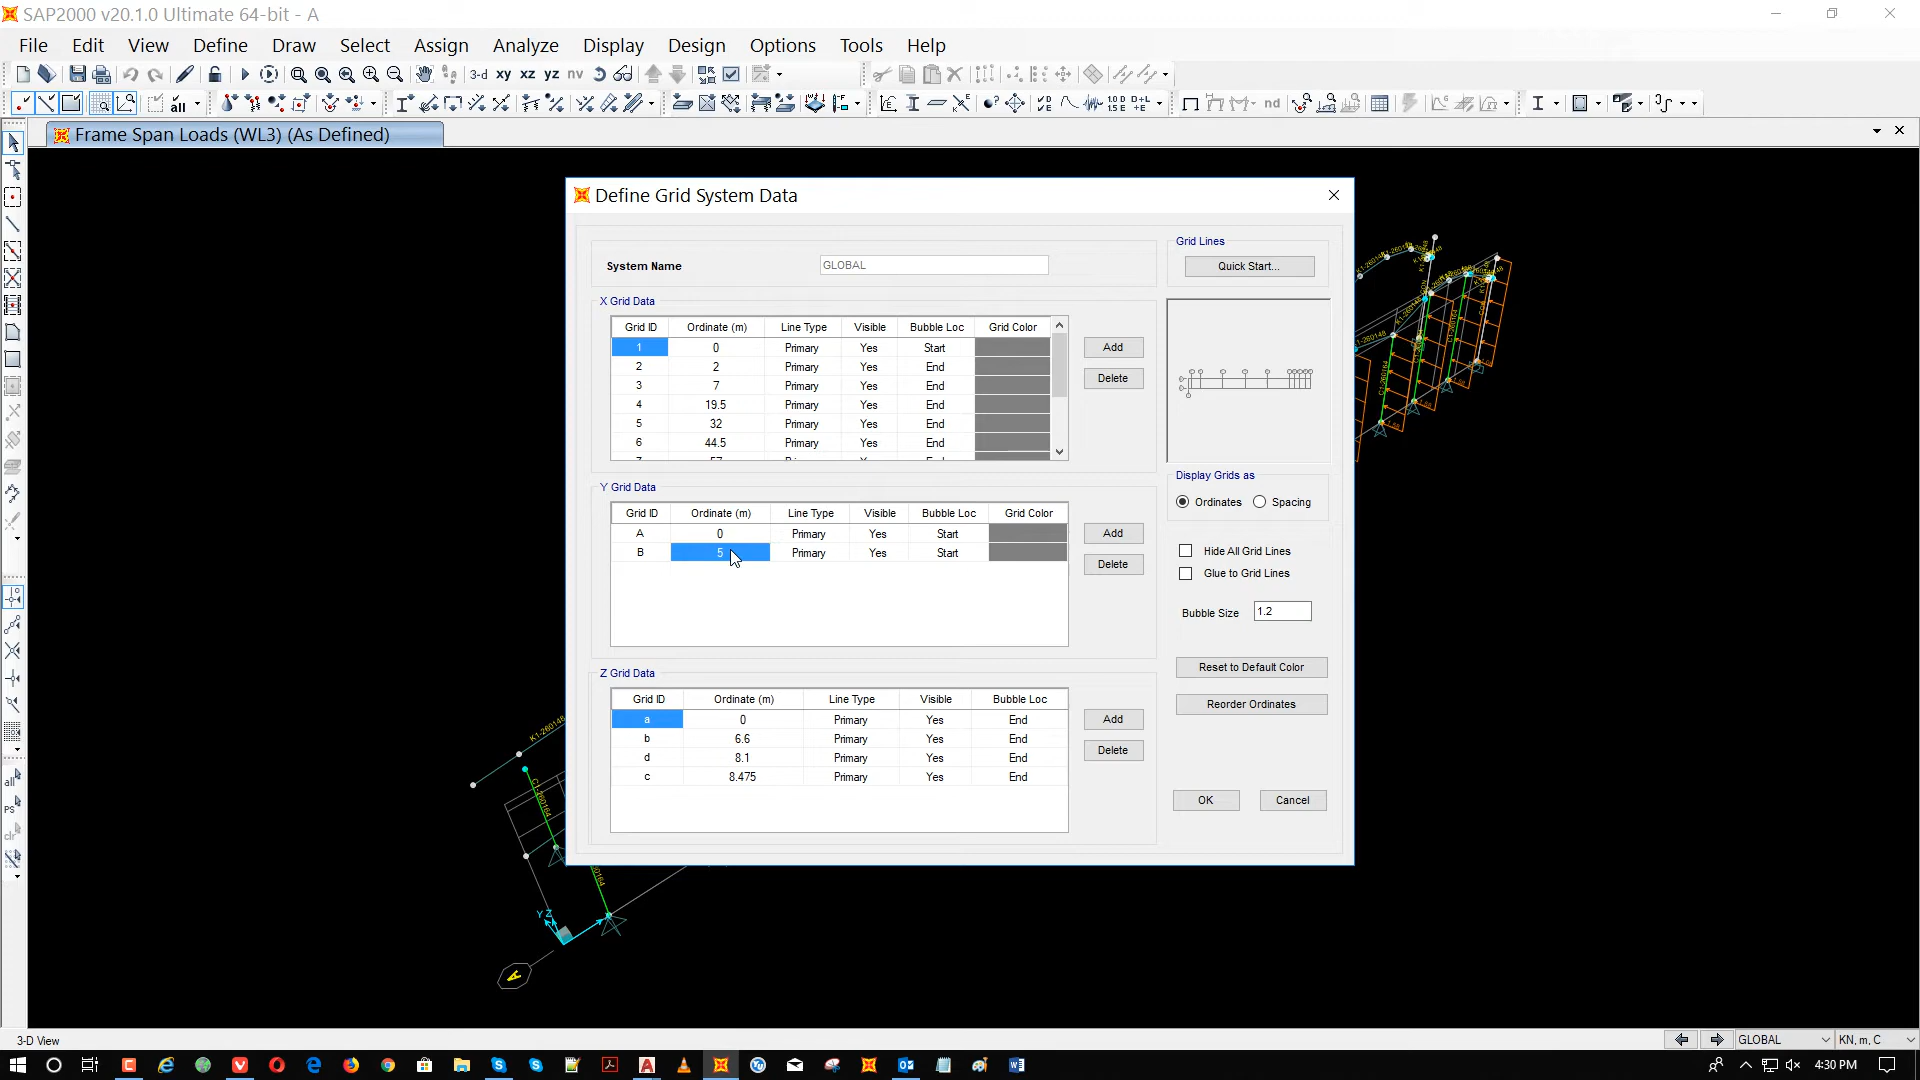 SAP2000 v20.1.0 Ultimate 64-bit - A
File Edit View Define Draw Select Assign Analyze Display Design Options Tools Help
3-d xy xz yz nv
all
nd
Frame Span Loads (WL3) (As Defined)
Define Grid System Data
System Name GLOBAL
Grid Lines
Quick Start...
X Grid Data
Grid ID Ordinate (m) Line Type Visible Bubble Loc Grid Color
1 0 Primary Yes Start
2 2 Primary Yes End
3 7 Primary Yes End
4 19.5 Primary Yes End
5 32 Primary Yes End
6 44.5 Primary Yes End
Add
Delete
Y Grid Data
Grid ID Ordinate (m) Line Type Visible Bubble Loc Grid Color
A 0 Primary Yes Start
B 5 Primary Yes Start
Add
Delete
Z Grid Data
Grid ID Ordinate (m) Line Type Visible Bubble Loc
a 0 Primary Yes End
b 6.6 Primary Yes End
d 8.1 Primary Yes End
c 8.475 Primary Yes End
Add
Delete
Display Grids as
Ordinates Spacing
Hide All Grid Lines
Glue to Grid Lines
Bubble Size 1.2
Reset to Default Color
Reorder Ordinates
OK Cancel
K1-260148
C1-260164
Y Z
A
all
PS
clr
3-D View
GLOBAL KN, m, C
4:30 PM